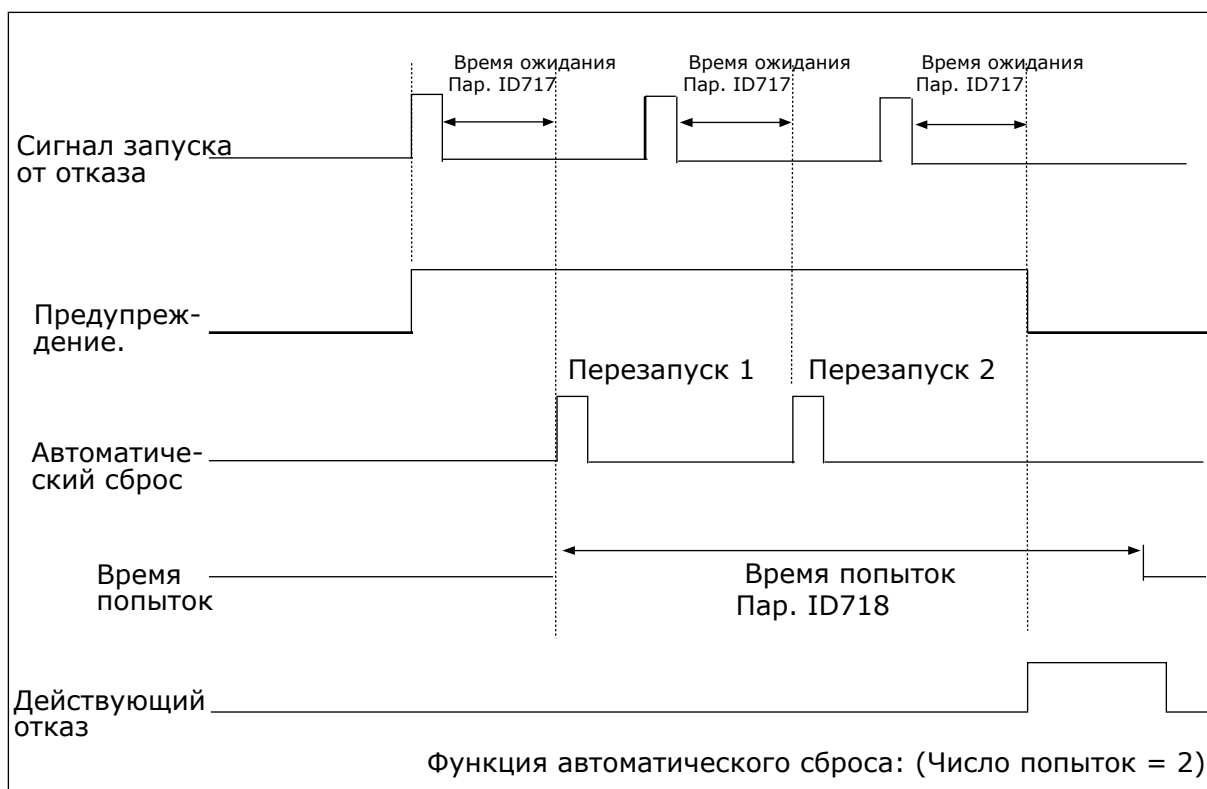 Время ожидания
Пар. ID717
Время ожидания
Пар. ID717
Время ожидания
Пар. ID717
Сигнал запуска
от отказа
Предупреж-
дение.
Перезапуск 1
Перезапуск 2
Автоматиче-
ский сброс
Время
попыток
Время попыток
Пар. ID718
Действующий
отказ
Функция автоматического сброса: (Число попыток = 2)